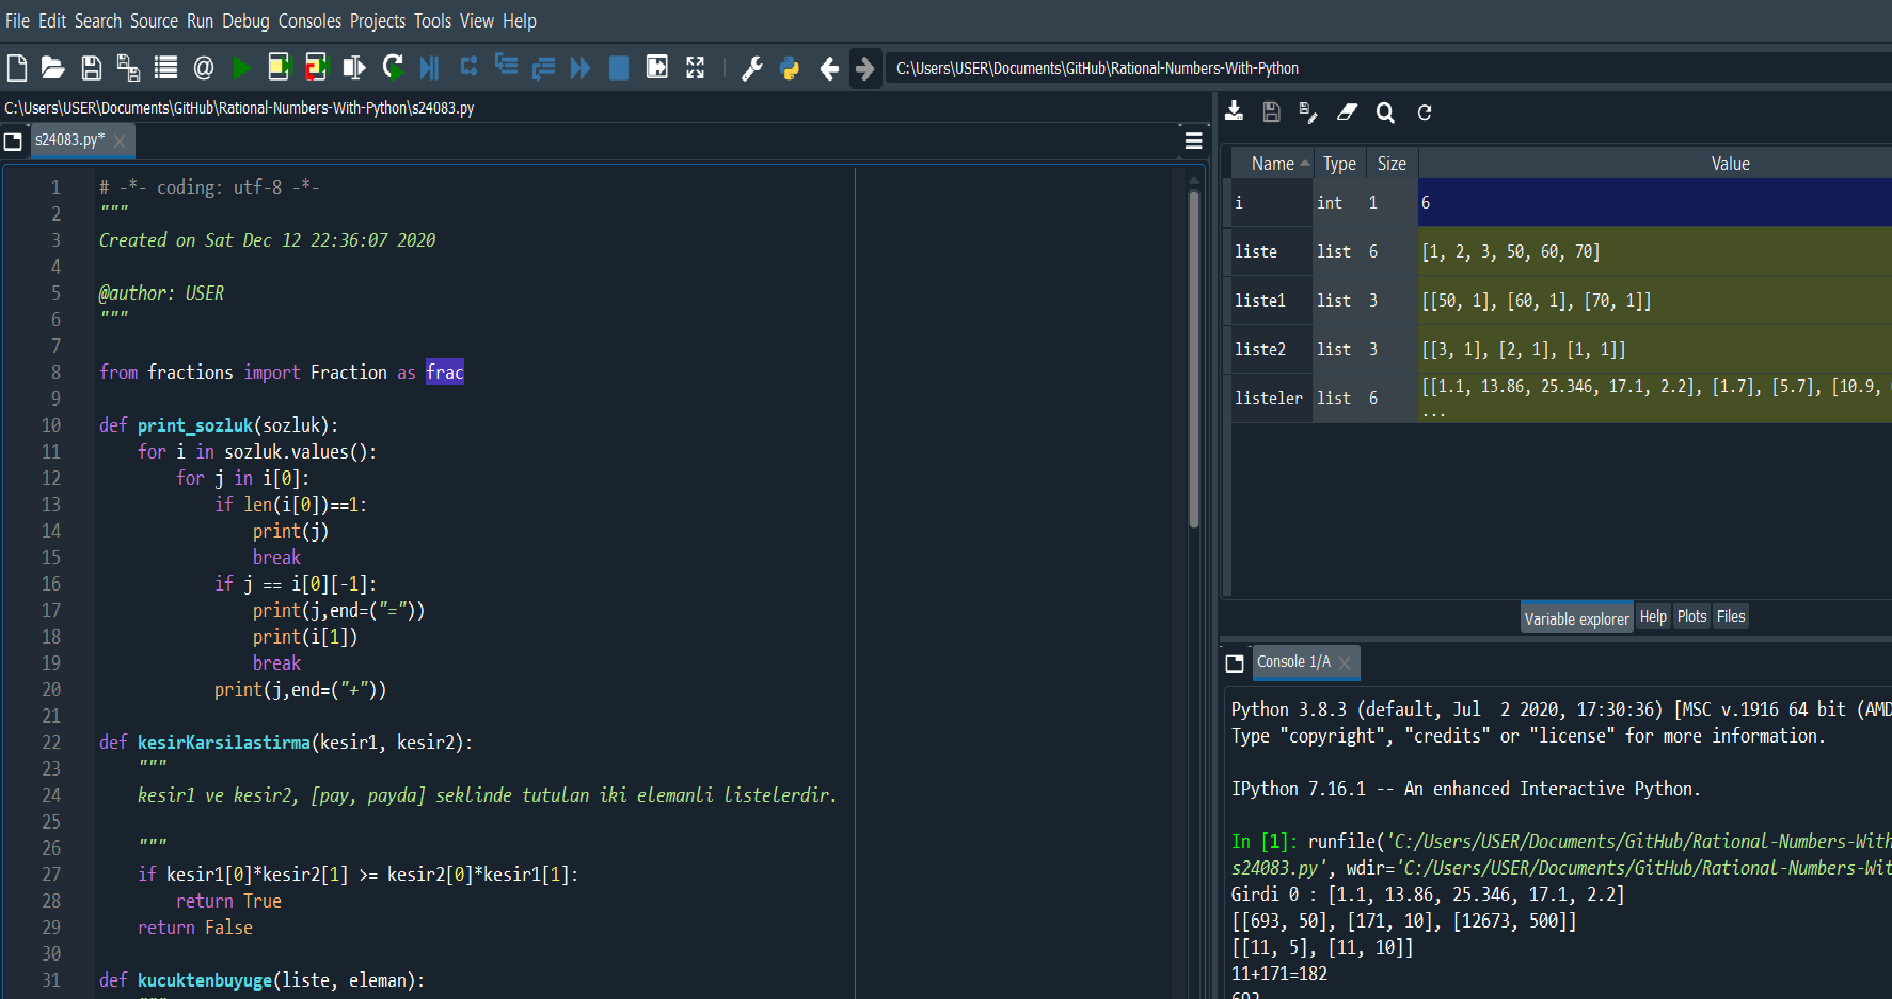 File Edit Search Source Run Debug Consoles Projects Tools View Help
C:\Users\USER\Documents\GitHub\Rational-Numbers-With-Python
C:\Users\USER\Documents\GitHub\Rational-Numbers-With-Python\s24083.py
s24083.py*
1 # -*- coding: utf-8 -*-
2 """
3 Created on Sat Dec 12 22:36:07 2020
4
5 @author: USER
6 """
7
8 from fractions import Fraction as frac
9
10 def print_sozluk(sozluk):
11     for i in sozluk.values():
12         for j in i[0]:
13             if len(i[0])==1:
14                 print(j)
15                 break
16             if j == i[0][-1]:
17                 print(j,end=("="))
18                 print(i[1])
19                 break
20             print(j,end=("+"))
21
22 def kesirKarsilastirma(kesir1, kesir2):
23     """
24     kesir1 ve kesir2, [pay, payda] seklinde tutulan iki elemanli listelerdir.
25
26     """
27     if kesir1[0]*kesir2[1] >= kesir2[0]*kesir1[1]:
28         return True
29     return False
30
31 def kucuktenbuyuge(liste, eleman):
Name Type Size Value
i int 1 6
liste list 6 [1, 2, 3, 50, 60, 70]
liste1 list 3 [[50, 1], [60, 1], [70, 1]]
liste2 list 3 [[3, 1], [2, 1], [1, 1]]
listeler list 6 [[1.1, 13.86, 25.346, 17.1, 2.2], [1.7], [5.7], [10.9,
...
Variable explorer Help Plots Files
Console 1/A
Python 3.8.3 (default, Jul  2 2020, 17:30:36) [MSC v.1916 64 bit (AMD
Type "copyright", "credits" or "license" for more information.
IPython 7.16.1 -- An enhanced Interactive Python.
In [1]: runfile('C:/Users/USER/Documents/GitHub/Rational-Numbers-With
s24083.py', wdir='C:/Users/USER/Documents/GitHub/Rational-Numbers-Wit
Girdi 0 : [1.1, 13.86, 25.346, 17.1, 2.2]
[[693, 50], [171, 10], [12673, 500]]
[[11, 5], [11, 10]]
11+171=182
693